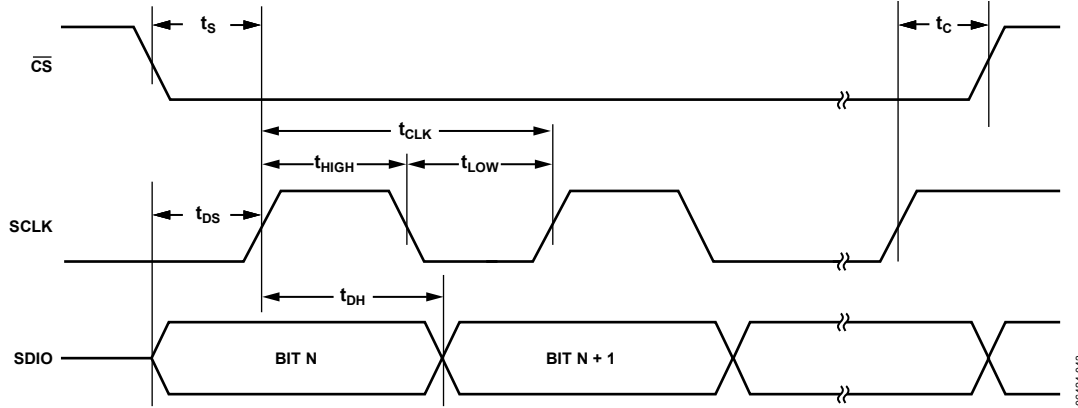 tS
tC
CS
tCLK
tHIGH
tLOW
tDS
SCLK
tDH
SDIO
BIT N
BIT N + 1